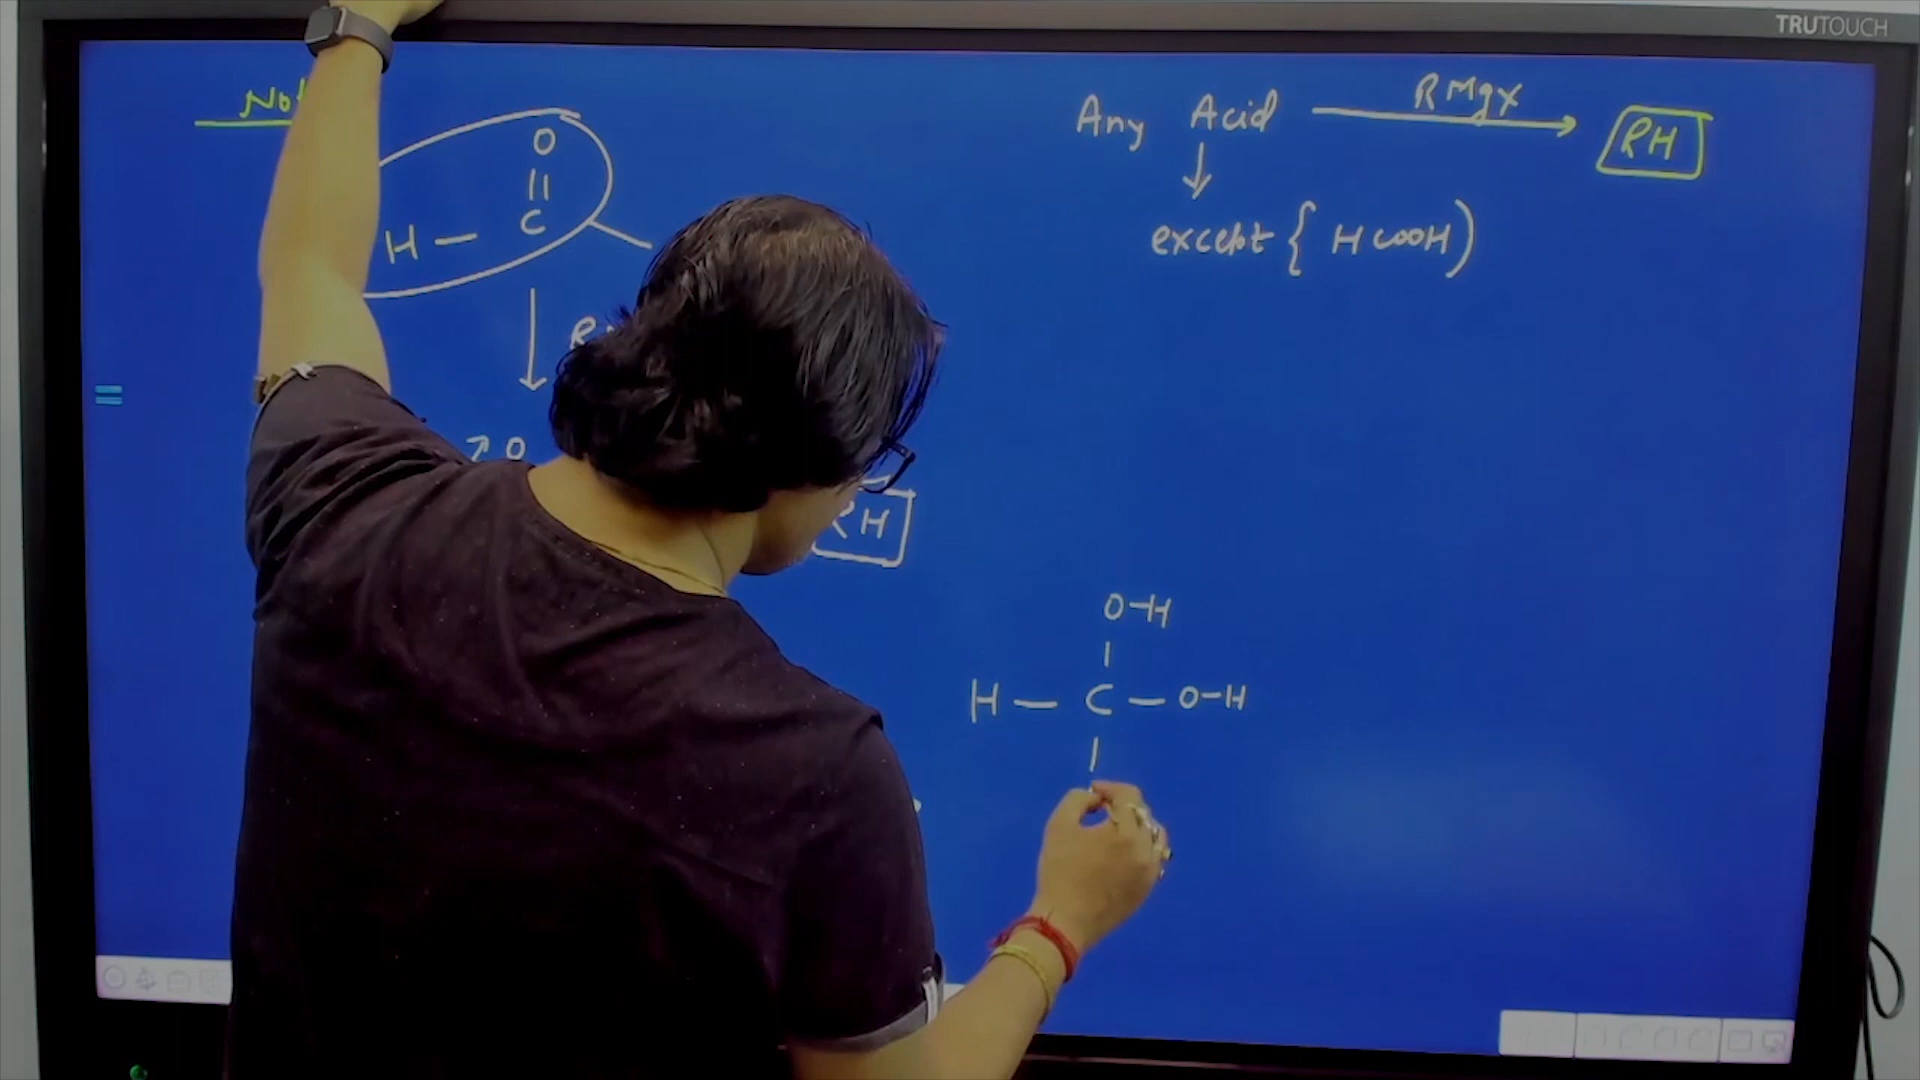 TRUTOUCH
O
||
H – C
O
RH
Any Acid RMgx RH
except { HCOOH)
O-H
|
H — C — O-H
|